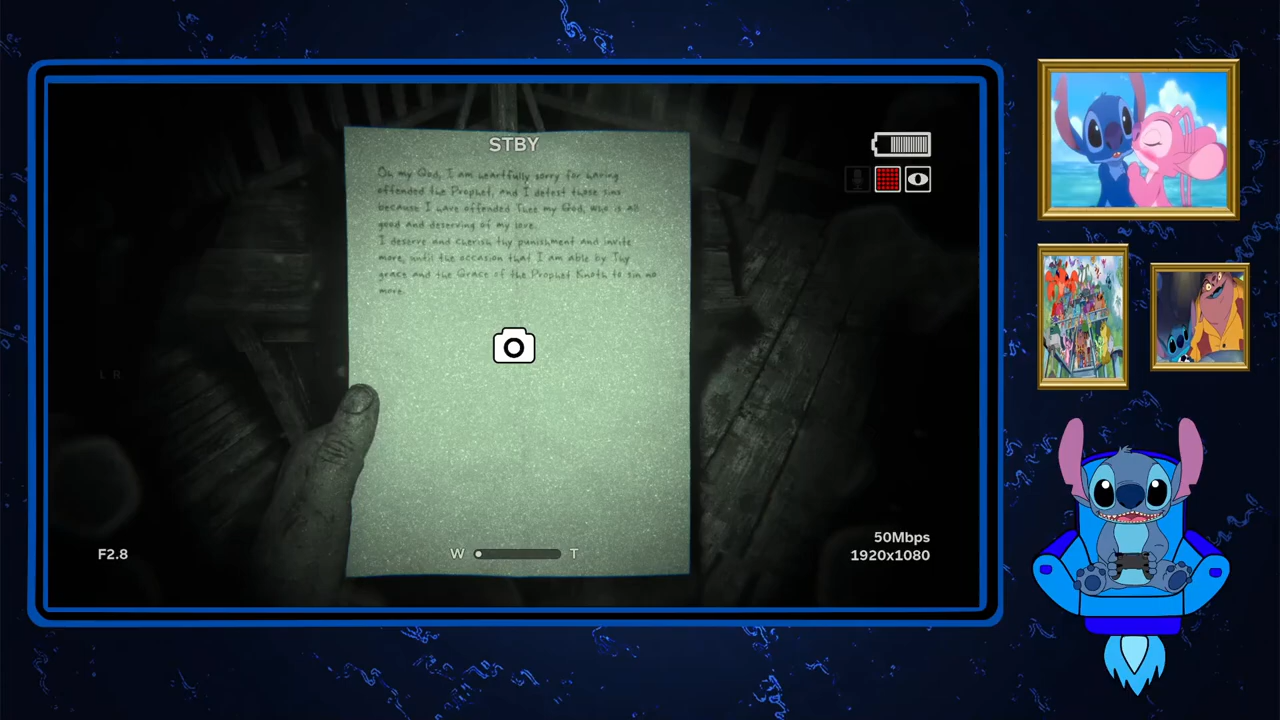 STBY
Oh my God, I am heartfully sorry for having
offended the Prophet, and I detest those sins
because I have offended Thee my God, who is all
good and deserving of my love.
I deserve and cherish thy punishment and invite
more, until the occasion that I am able by Thy
grace and the Grace of the Prophet Knoth to sin no
more.
L R
F2.8
W T
50Mbps
1920x1080